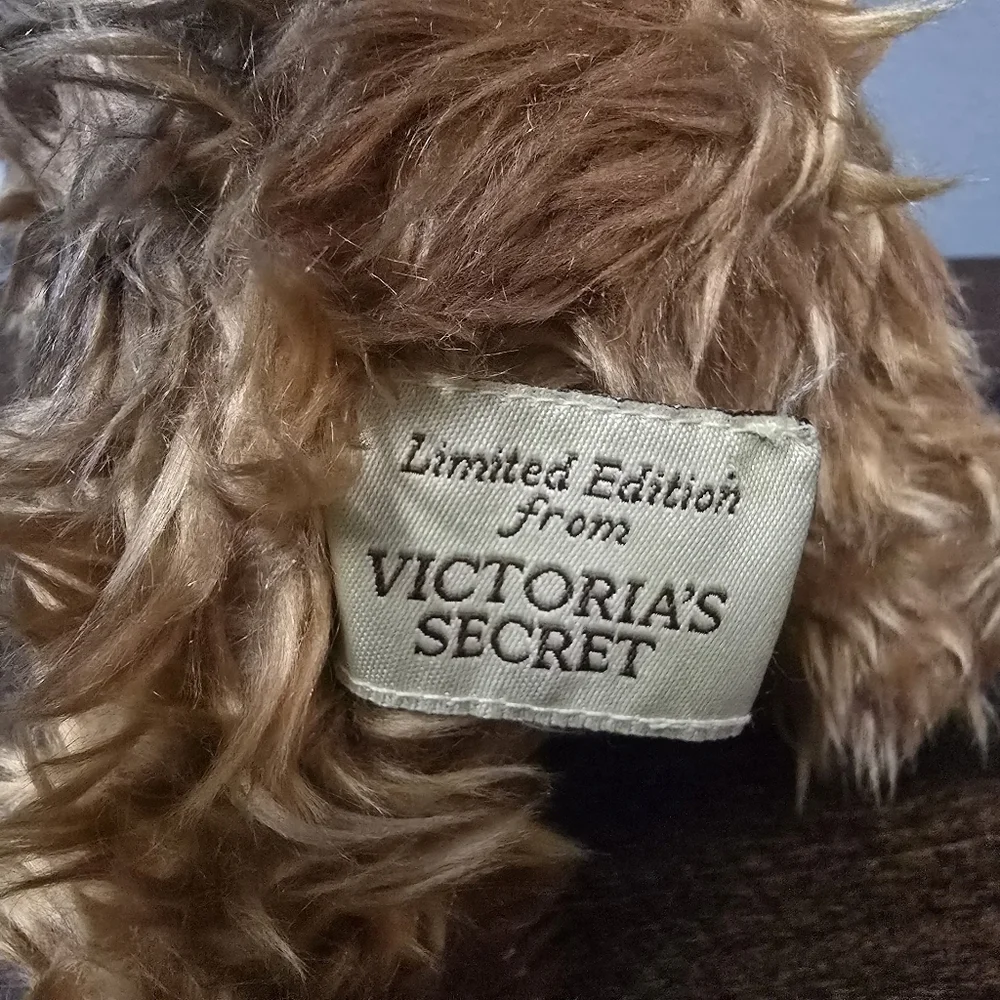 Limited Edition
from
VICTORIA'S
SECRET